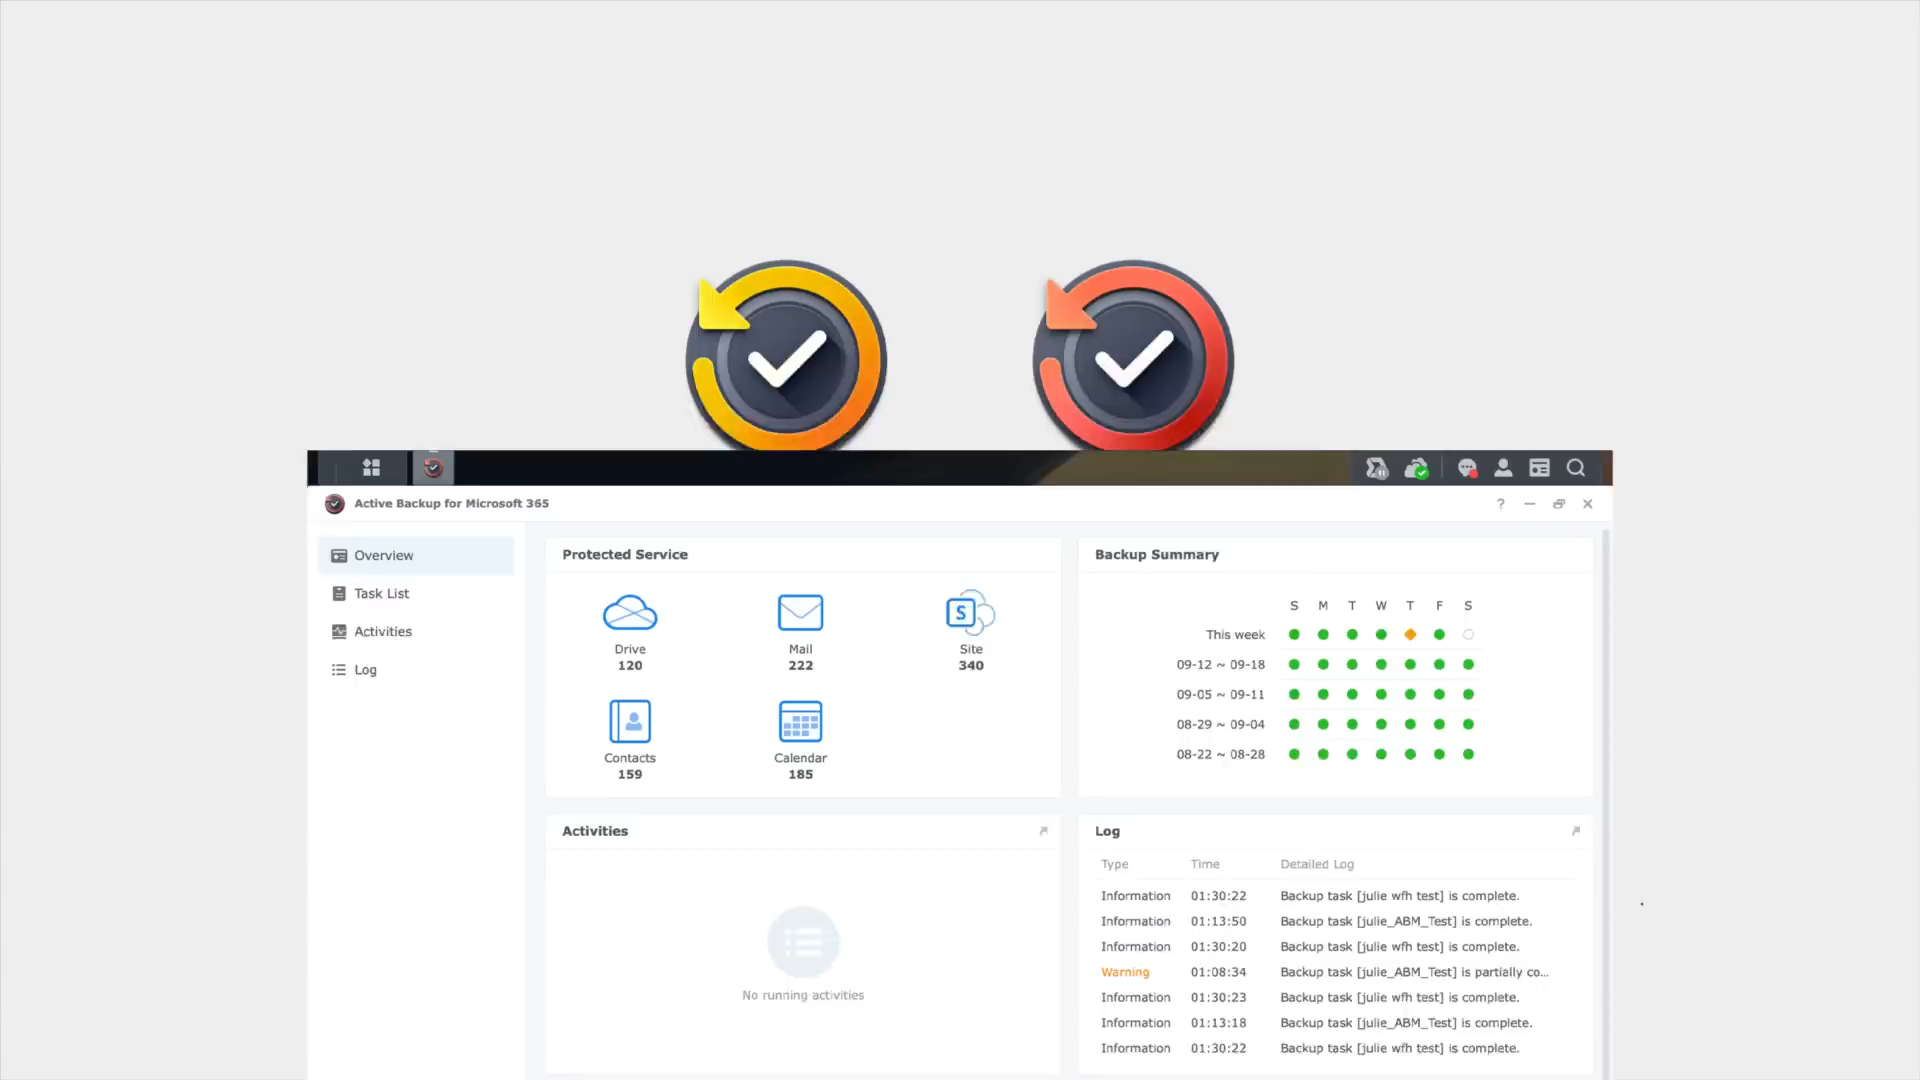 Active Backup for Microsoft 365
?
Overview
Task List
Activities
Log
Protected Service
Drive
120
Mail
222
S
Site
340
Contacts
159
Calendar
185
Backup Summary
S M T W T F S
This week
09-12 ~ 09-18
09-05 ~ 09-11
08-29 ~ 09-04
08-22 ~ 08-28
Activities
No running activities
Log
Type Time Detailed Log
Information 01:30:22 Backup task [julie wfh test] is complete.
Information 01:13:50 Backup task [julie_ABM_Test] is complete.
Information 01:30:20 Backup task [julie wfh test] is complete.
Warning 01:08:34 Backup task [julie_ABM_Test] is partially co...
Information 01:30:23 Backup task [julie wfh test] is complete.
Information 01:13:18 Backup task [julie_ABM_Test] is complete.
Information 01:30:22 Backup task [julie wfh test] is complete.